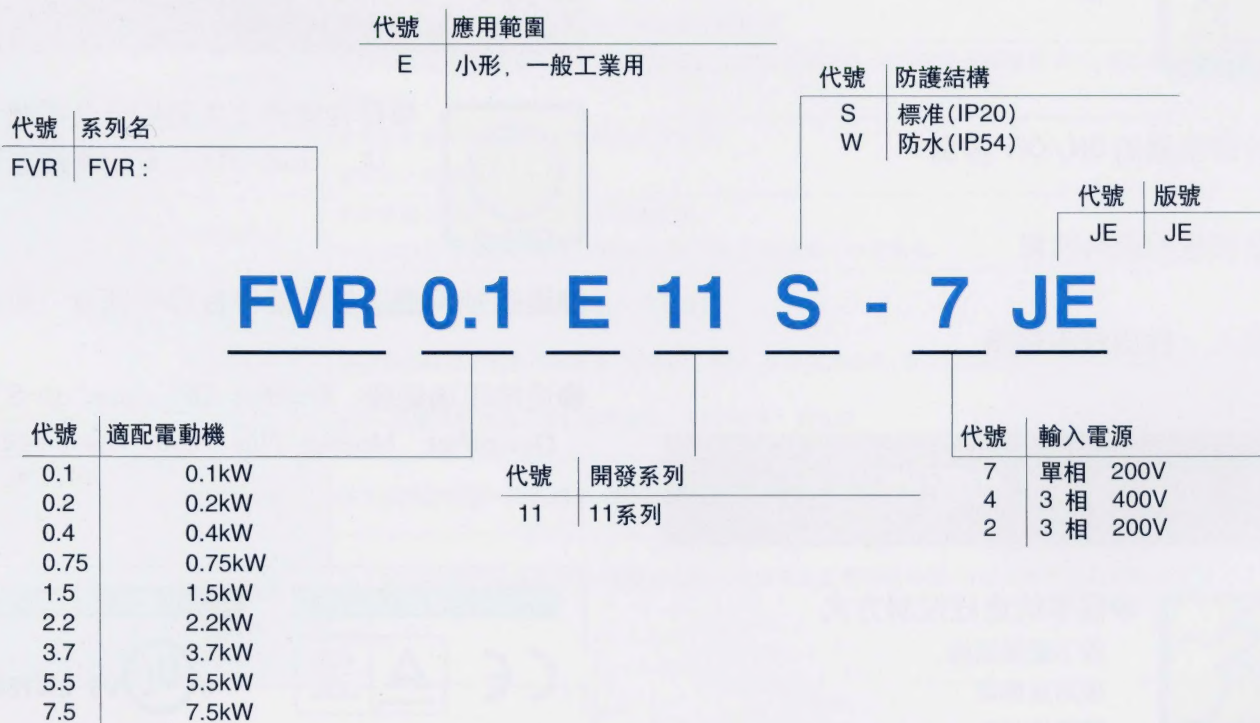 代號 應用範圍
E 小形，一般工業用
代號 防護結構
S 標准(IP20)
W 防水(IP54)
代號 系列名
FVR FVR :
代號 版號
JE JE
FVR 0.1 E 11 S - 7 JE
代號 適配電動機
0.1 0.1kW
0.2 0.2kW
0.4 0.4kW
0.75 0.75kW
1.5 1.5kW
2.2 2.2kW
3.7 3.7kW
5.5 5.5kW
7.5 7.5kW
代號 開發系列
11 11系列
代號 輸入電源
7 單相 200V
4 3 相 400V
2 3 相 200V